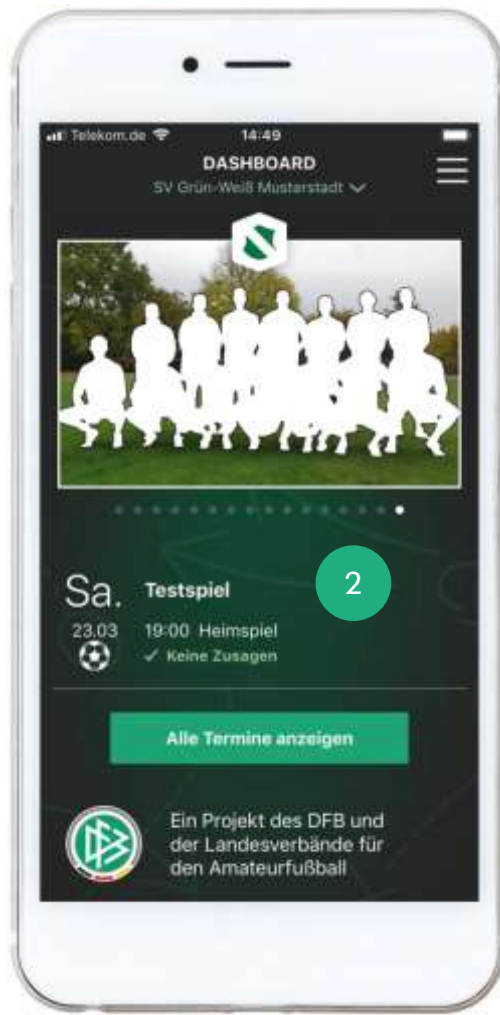 Telekom.de 14:49
DASHBOARD
SV Grün-Weiß Musterstadt
2
Sa. Testspiel
23.03 19:00 Heimspiel
✓ Keine Zusagen
Alle Termine anzeigen
DFB
Ein Projekt des DFB und
der Landesverbände für
den Amateurfußball